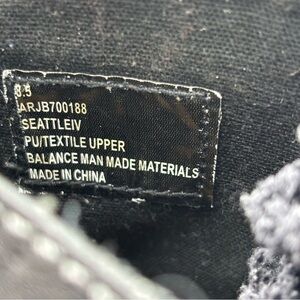 8.5
ARJB700188
SEATTLEIV
PU/TEXTILE UPPER
BALANCE MAN MADE MATERIALS
MADE IN CHINA